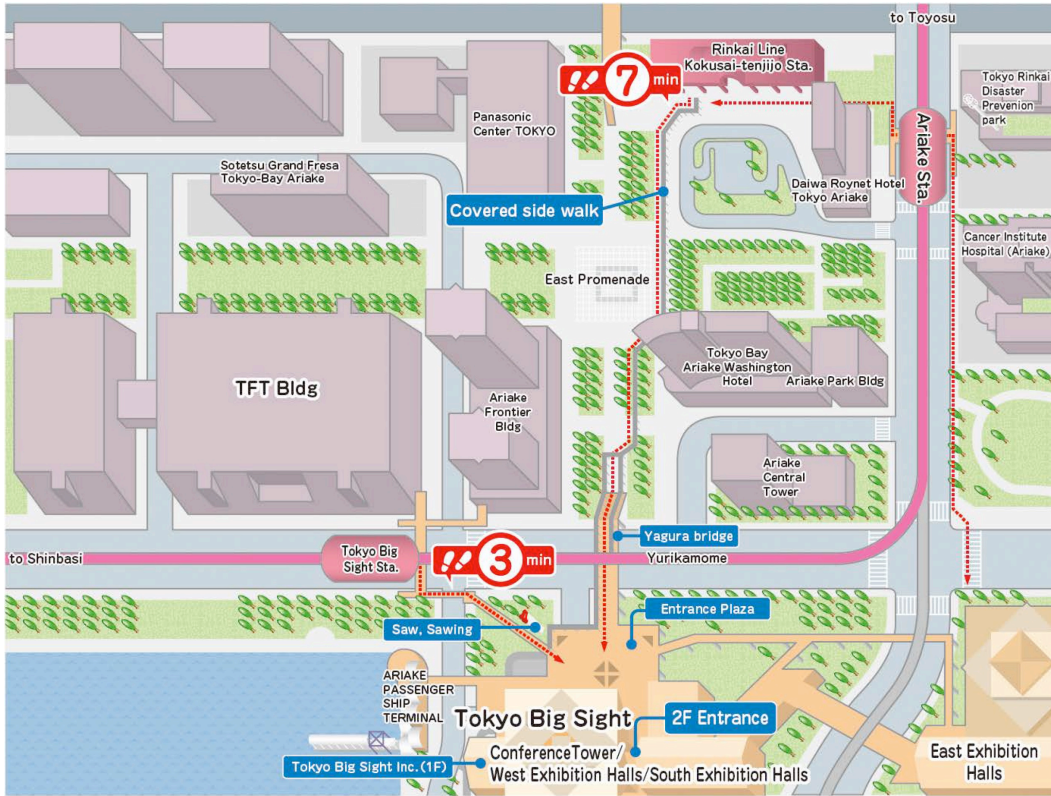 to Toyosu
Rinkai Line
Kokusai-tenjijo Sta.
7
min
Tokyo Rinkai
Disaster
Prevenion
park
Panasonic
Center TOKYO
Ariake Sta.
Sotetsu Grand Fresa
Tokyo-Bay Ariake
Daiwa Roynet Hotel
Tokyo Ariake
Covered side walk
Cancer Institute
Hospital (Ariake)
East Promenade
TFT Bldg
Tokyo Bay
Ariake Washington
Hotel
Ariake Park Bldg
Ariake
Frontier
Bldg
Ariake
Central
Tower
Yagura bridge
to Shinbasi
Tokyo Big
Sight Sta.
3
min
Yurikamome
Entrance Plaza
Saw, Sawing
ARIAKE
PASSENGER
SHIP
TERMINAL
Tokyo Big Sight
2F Entrance
Tokyo Big Sight Inc.(1F)
ConferenceTower/
West Exhibition Halls/South Exhibition Halls
East Exhibition
Halls